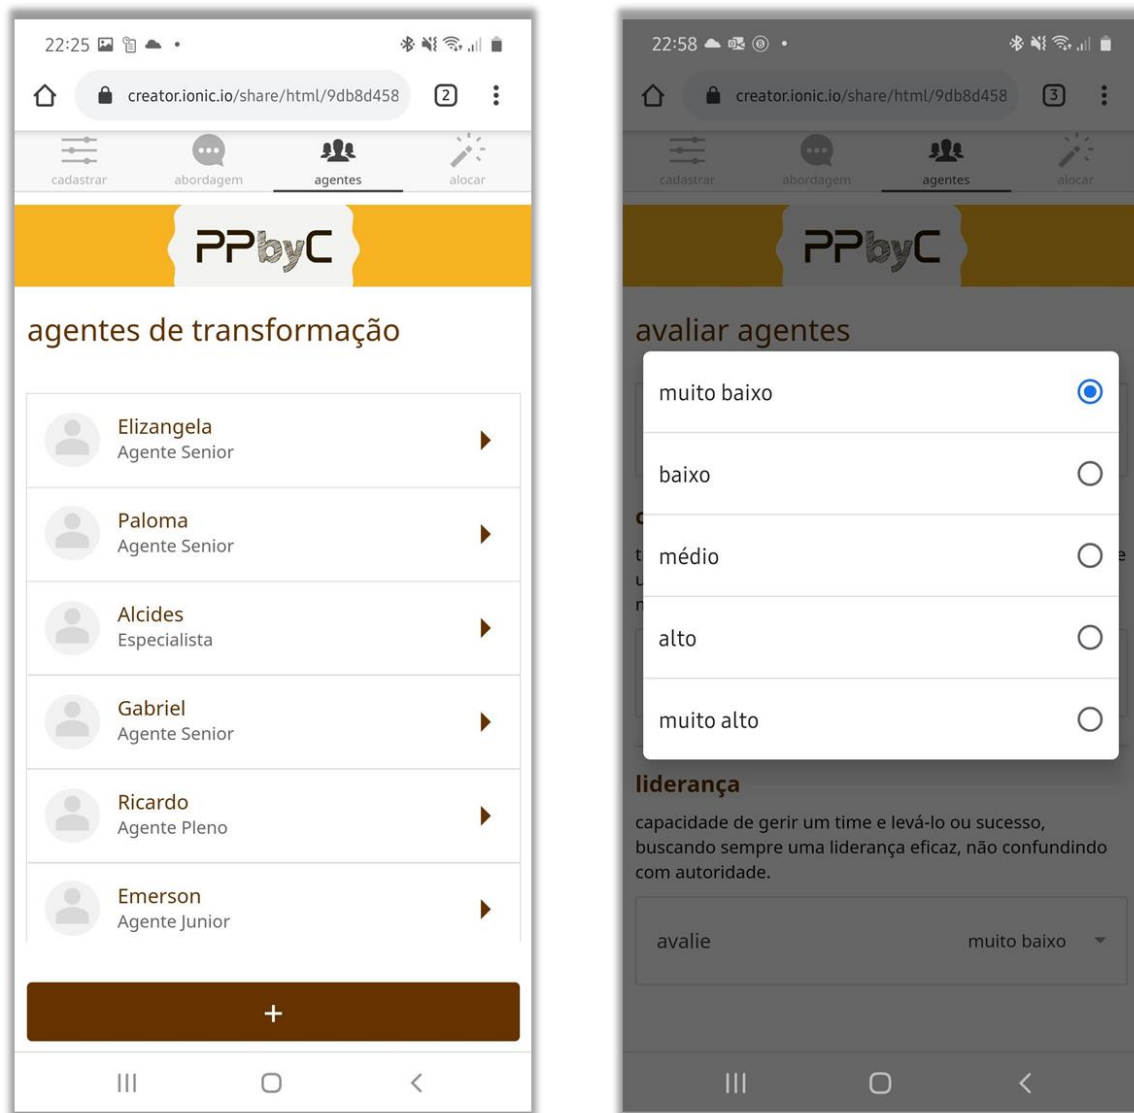 22:25
creator.ionic.io/share/html/9db8d458
2
cadastrar
abordagem
agentes
alocar
PPbyC
agentes de transformação
Elizangela
Agente Senior
Paloma
Agente Senior
Alcides
Especialista
Gabriel
Agente Senior
Ricardo
Agente Pleno
Emerson
Agente Junior
+
22:58
creator.ionic.io/share/html/9db8d458
3
cadastrar
abordagem
agentes
alocar
PPbyC
avaliar agentes
muito baixo
baixo
médio
alto
muito alto
liderança
capacidade de gerir um time e levá-lo ou sucesso,
buscando sempre uma liderança eficaz, não confundindo
com autoridade.
avalie muito baixo